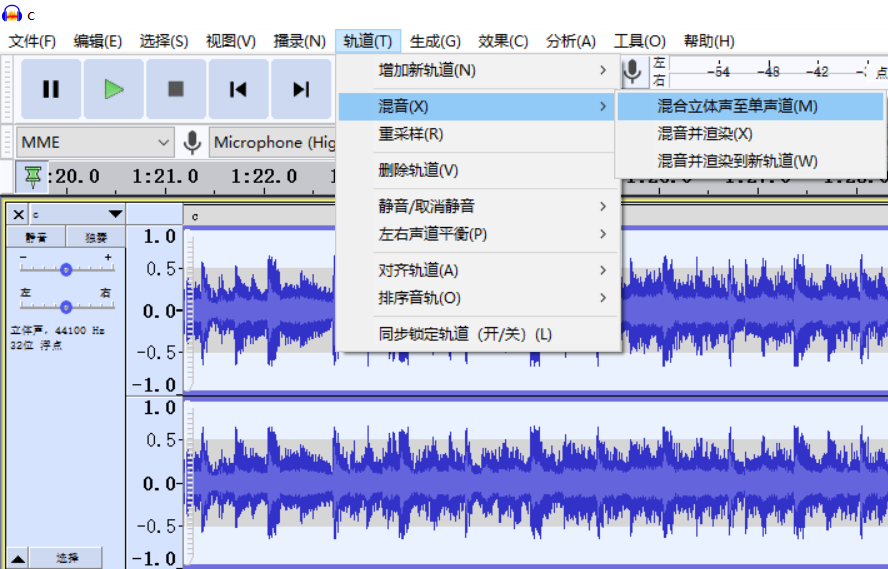 c
文件(F) 编辑(E) 选择(S) 视图(V) 播录(N) 轨道(T) 生成(G) 效果(C) 分析(A) 工具(O) 帮助(H)
增加新轨道(N)
混音(X)
重采样(R)
删除轨道(V)
静音/取消静音
左右声道平衡(P)
对齐轨道(A)
排序音轨(O)
同步锁定轨道（开/关）(L)
混合立体声至单声道(M)
混音并渲染(X)
混音并渲染到新轨道(W)
左
右
-54 -48 -42 点
MME
Microphone (Hig
:20.0 1:21.0 1:22.0
c
c
静音 独奏
- +
左 右
立体声, 44100 Hz
32位 浮点
选择
1.0
0.5
0.0
-0.5
-1.0
1.0
0.5
0.0
-0.5
-1.0